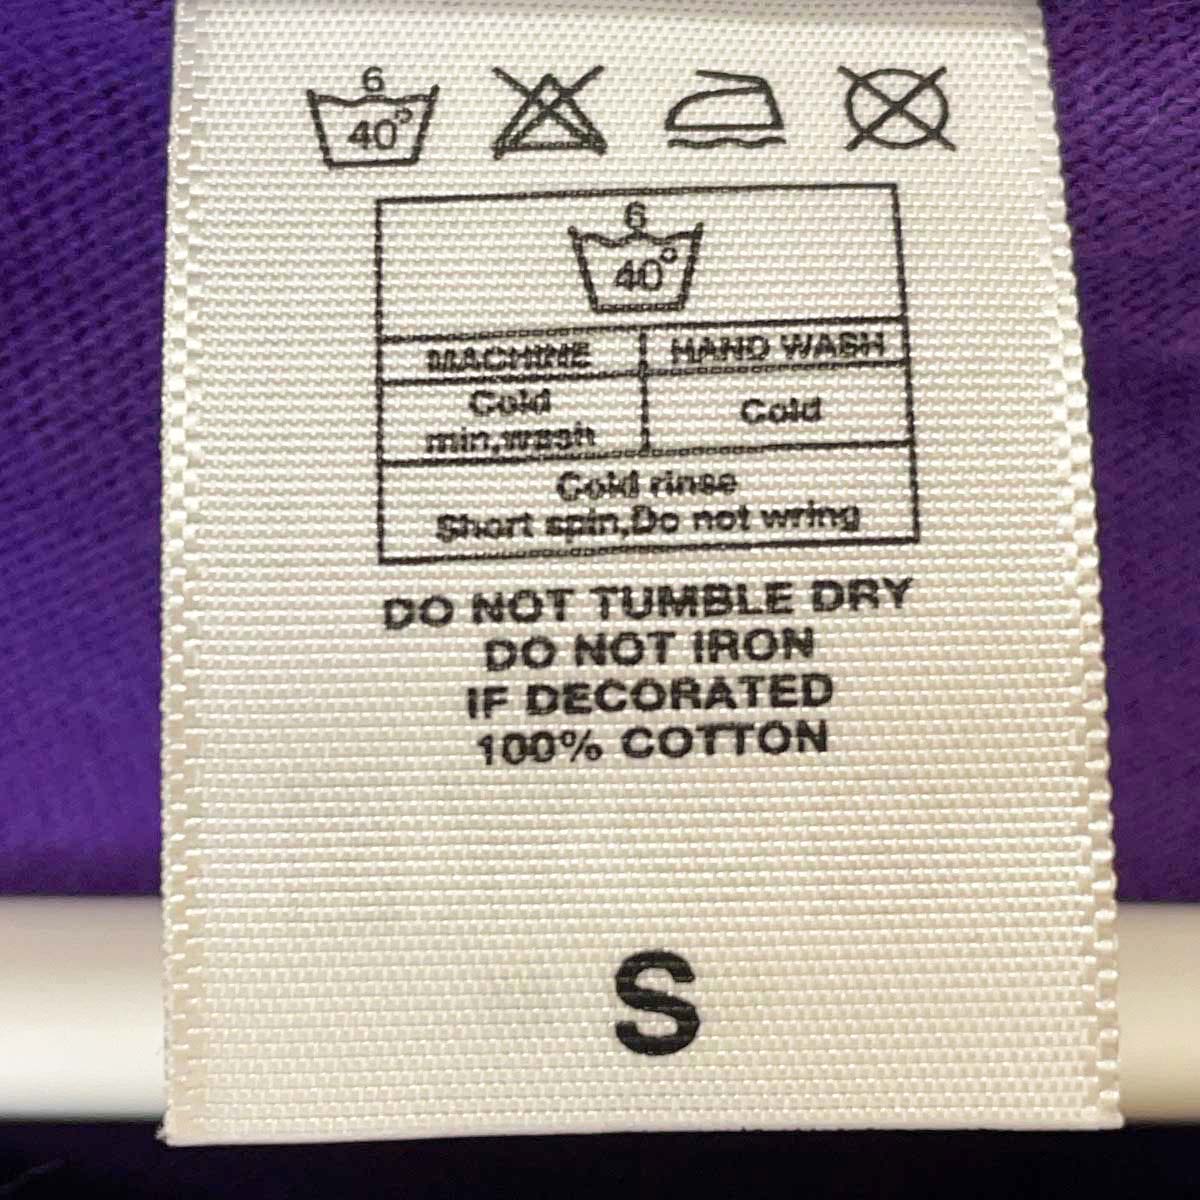 6
40°
6
40°
MACHINE HAND WASH
Cold
min,wash
Cold
Cold rinse
Short spin,Do not wring
DO NOT TUMBLE DRY
DO NOT IRON
IF DECORATED
100% COTTON
S